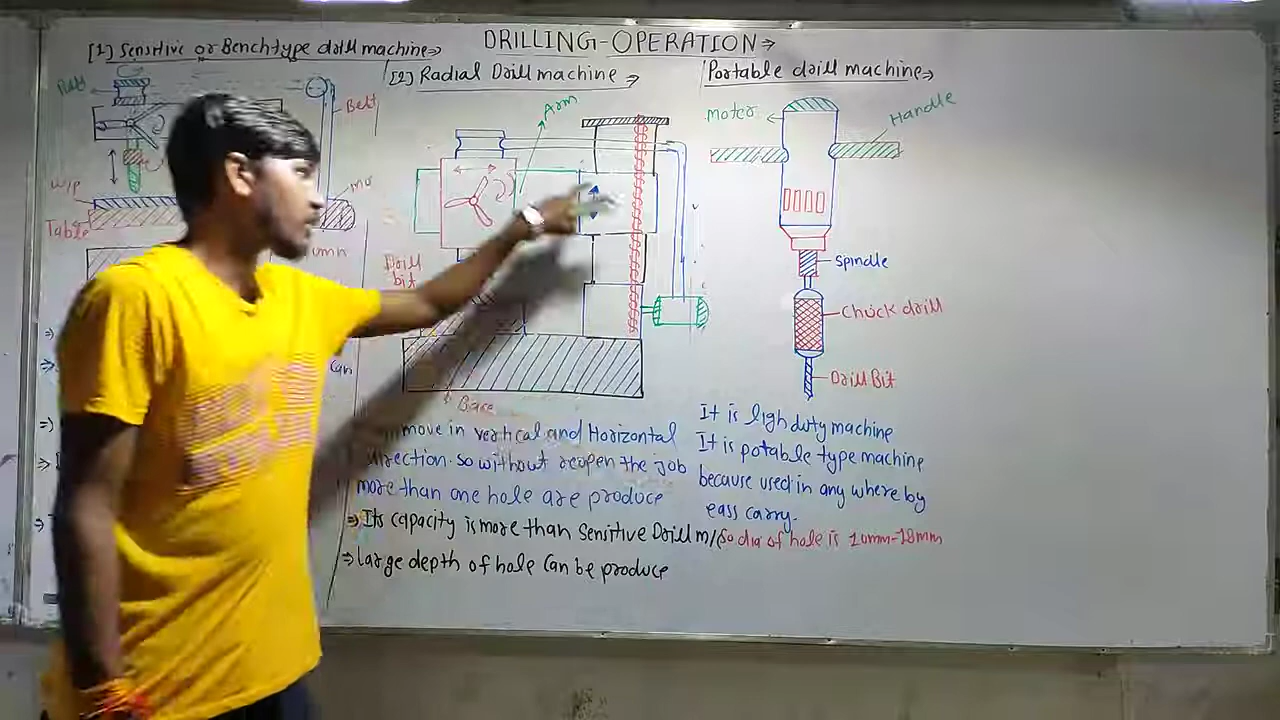 DRILLING-OPERATION⇒
[1] Sensitive or Bench type drill machine⇒
Belt
W/p
Table
⇒
Can
⇒)
⇒
[2] Radial Drill machine ⇒
Arm
Drill
bit
Base
move in vertical and Horizontal
direction. so without reopen the job
more than one hole are produce
⇒ Its capacity is more than Sensitive Drill m/c
⇒ large depth of hole Can be produce
Portable drill machine⇒
Moter
Handle
Spindle
Chuck drill
Drill Bit
It is ligh duty machine
It is potable type machine
because used in any where by
eass carry.
So dia of hole is 10mm-18mm